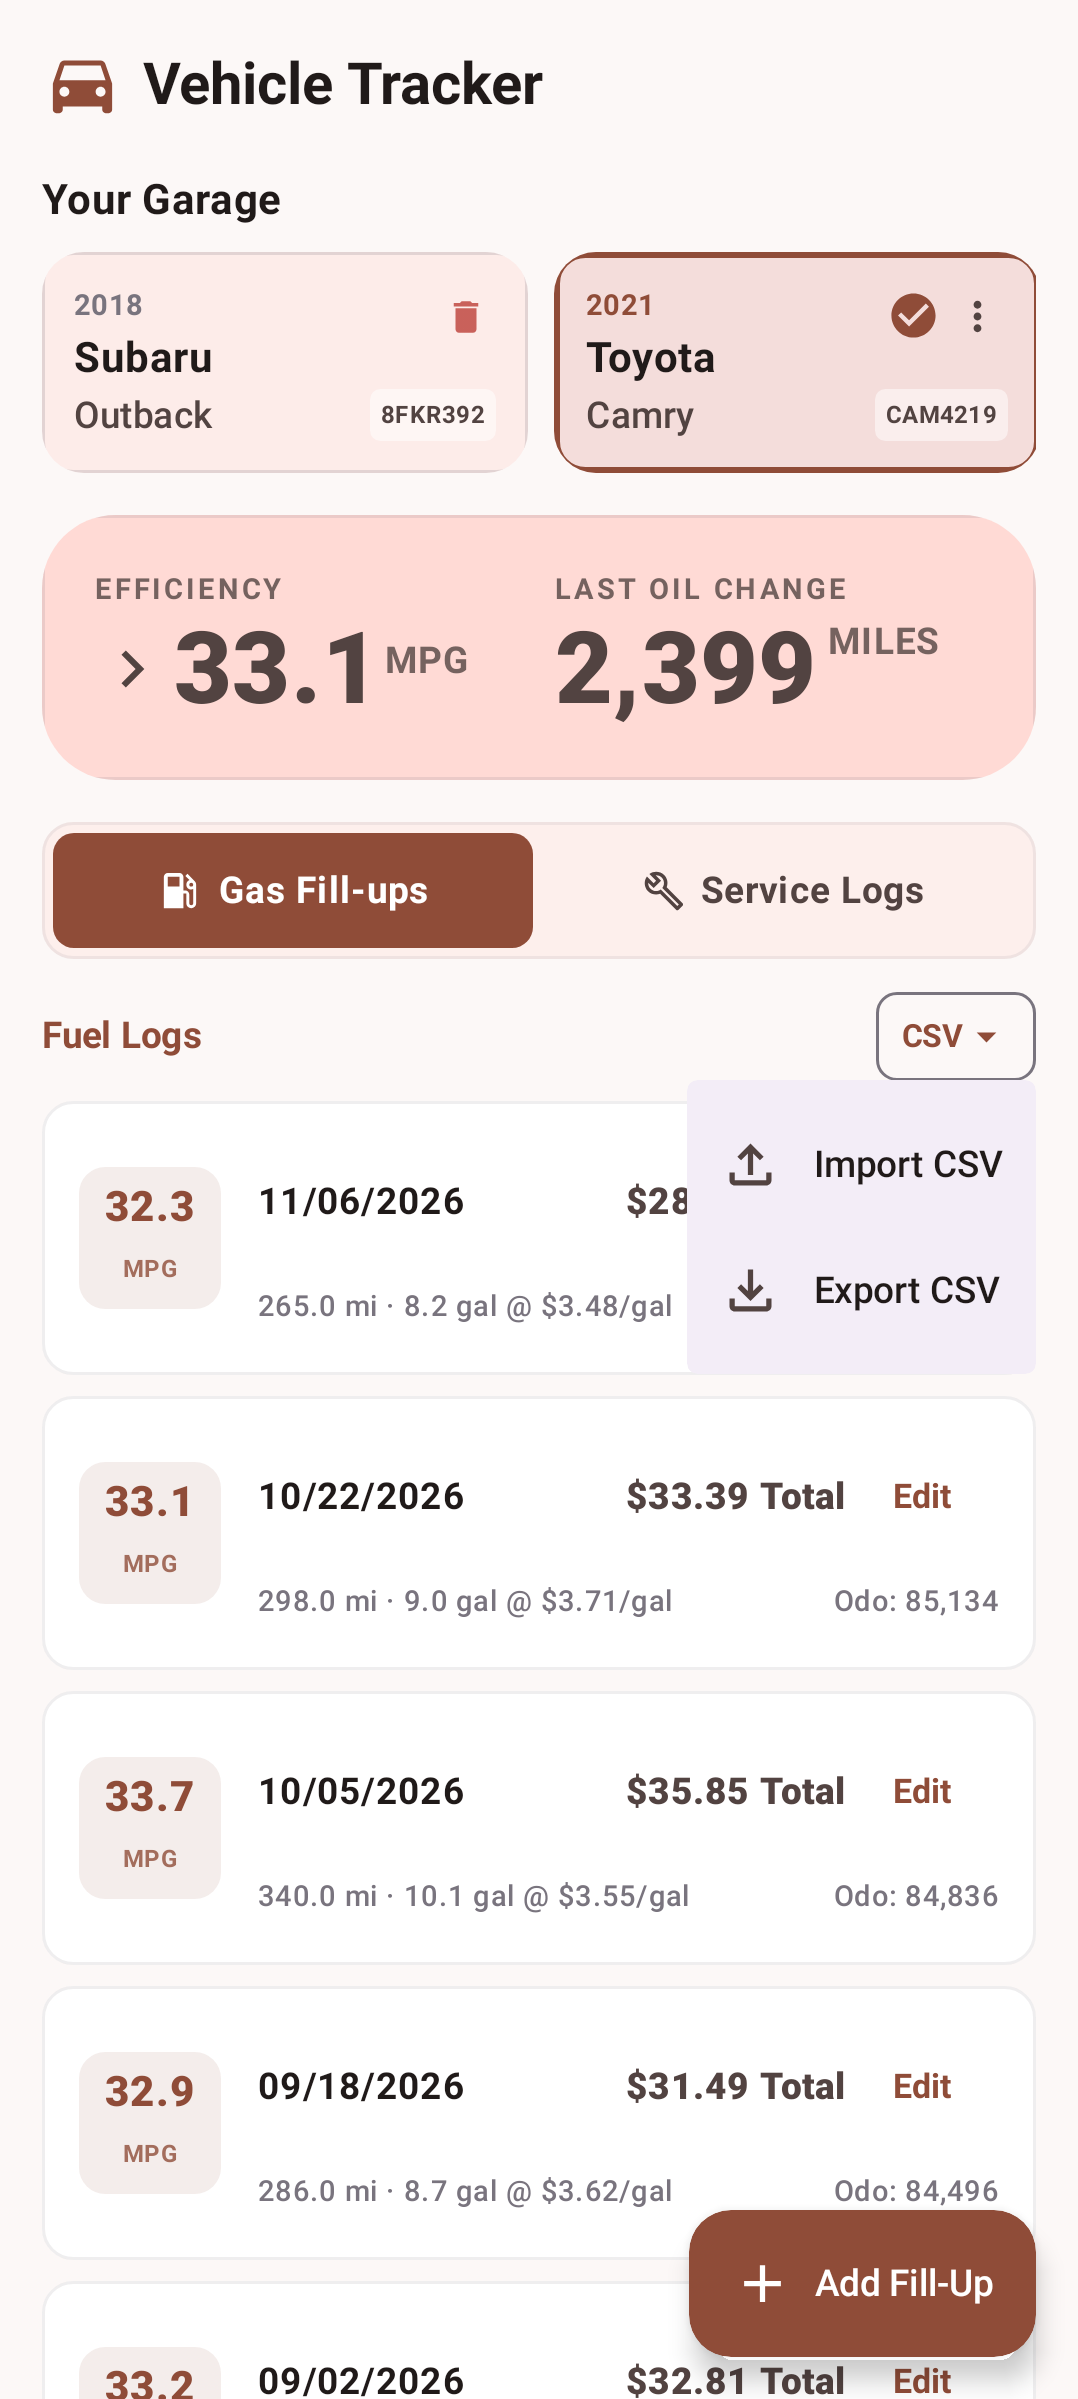 Vehicle Tracker
Your Garage
2018
Subaru
Outback 8FKR392
2021
Toyota
Camry CAM4219
EFFICIENCY
33.1 MPG
LAST OIL CHANGE
2,399 MILES
Gas Fill-ups
Service Logs
Fuel Logs
CSV
Import CSV
Export CSV
32.3
MPG
11/06/2026 $28
265.0 mi · 8.2 gal @ $3.48/gal
33.1
MPG
10/22/2026 $33.39 Total Edit
298.0 mi · 9.0 gal @ $3.71/gal Odo: 85,134
33.7
MPG
10/05/2026 $35.85 Total Edit
340.0 mi · 10.1 gal @ $3.55/gal Odo: 84,836
32.9
MPG
09/18/2026 $31.49 Total Edit
286.0 mi · 8.7 gal @ $3.62/gal Odo: 84,496
Add Fill-Up
33.2
09/02/2026 $32.81 Total Edit